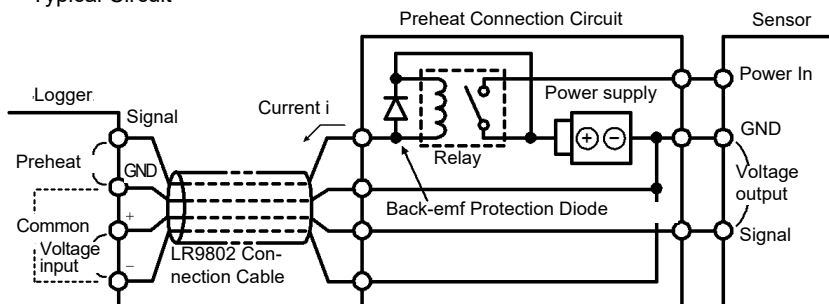 Typical Circuit
Preheat Connection Circuit
Sensor
Logger
Signal
Current i
Power supply
Power In
GND
Preheat
GND
Relay
Voltage
output
Common
+
Back-emf Protection Diode
Signal
Voltage
input
−
LR9802 Con-
nection Cable